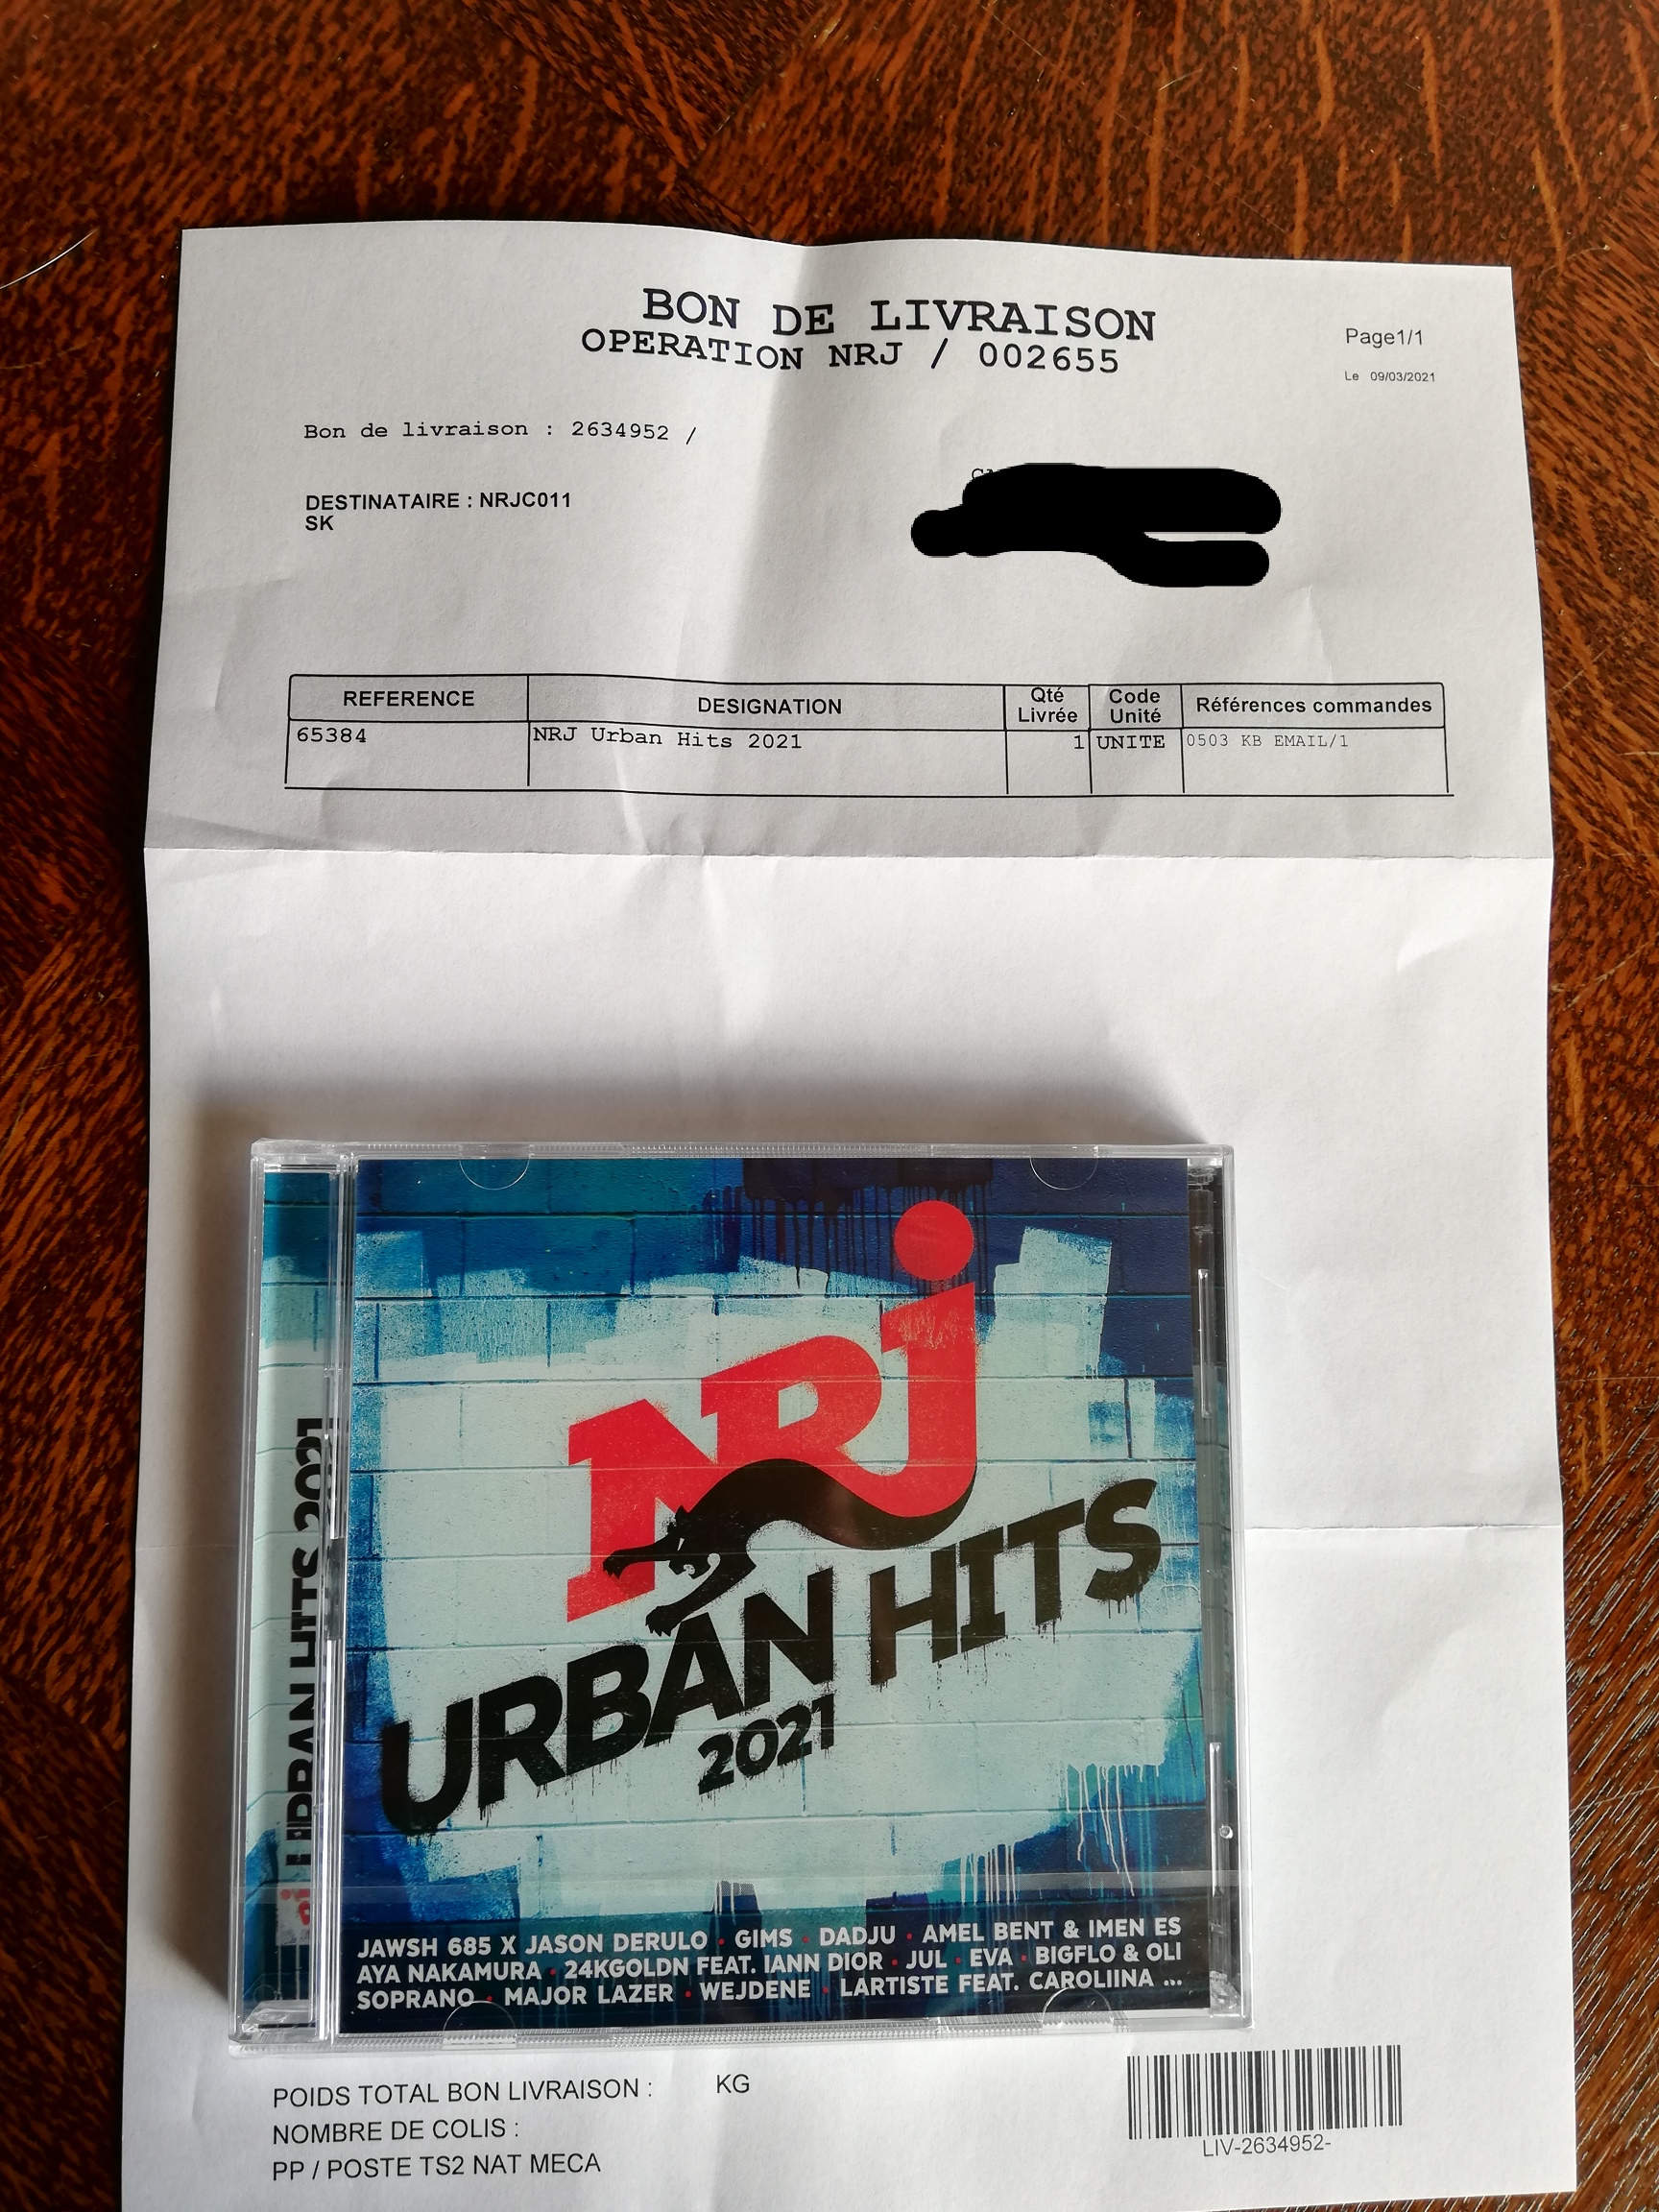 BON DE LIVRAISON
OPERATION NRJ / 002655
Page1/1
Le 09/03/2021
Bon de livraison : 2634952 /
DESTINATAIRE : NRJC011
SK
REFERENCE DESIGNATION Qté Livrée Code Unité Références commandes
65384 NRJ Urban Hits 2021 1 UNITE 0503 KB EMAIL/1
URBAN HITS 2021
NRJ
URBAN HITS
2021
JAWSH 685 X JASON DERULO • GIMS • DADJU • AMEL BENT & IMEN ES
AYA NAKAMURA • 24KGOLDN FEAT. IANN DIOR • JUL • EVA • BIGFLO & OLI
SOPRANO • MAJOR LAZER • WEJDENE • LARTISTE FEAT. CAROLIINA ...
POIDS TOTAL BON LIVRAISON : KG
NOMBRE DE COLIS :
PP / POSTE TS2 NAT MECA
LIV-2634952-